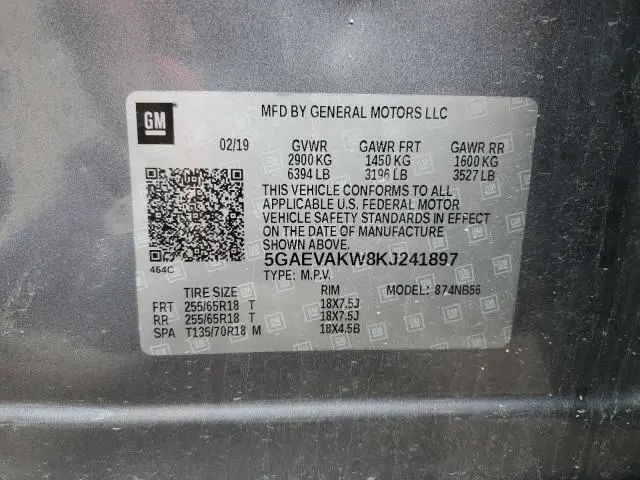 GM
MFD BY GENERAL MOTORS LLC
02/19 GVWR GAWR FRT GAWR RR
2900 KG 1450 KG 1600 KG
6394 LB 3196 LB 3527 LB
THIS VEHICLE CONFORMS TO ALL
APPLICABLE U.S. FEDERAL MOTOR
VEHICLE SAFETY STANDARDS IN EFFECT
ON THE DATE OF MANUFACTURE
SHOWN ABOVE.
5GAEVAKW8KJ241897
464C
TYPE: M.P.V.
TIRE SIZE RIM MODEL: 874NB56
FRT 255/65R18 T 18X7.5J
RR 255/65R18 T 18X7.5J
SPA T135/70R18 M 18X4.5B